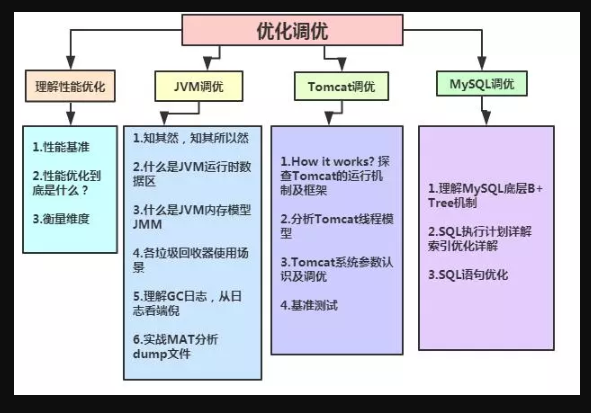 优化调优
理解性能优化
JVM调优
Tomcat调优
MySQL调优
1.性能基准
2.性能优化到
底是什么？
3.衡量维度
1.知其然，知其所以然
2.什么是JVM运行时数
据区
3.什么是JVM内存模型
JMM
4.各垃圾回收器使用场
景
5.理解GC日志，从日
志看端倪
6.实战MAT分析
dump文件
1.How it works? 探
查Tomcat的运行机
制及框架
2.分析Tomcat线程模
型
3.Tomcat系统参数认
识及调优
4.基准测试
1.理解MySQL底层B+
Tree机制
2.SQL执行计划详解
索引优化详解
3.SQL语句优化